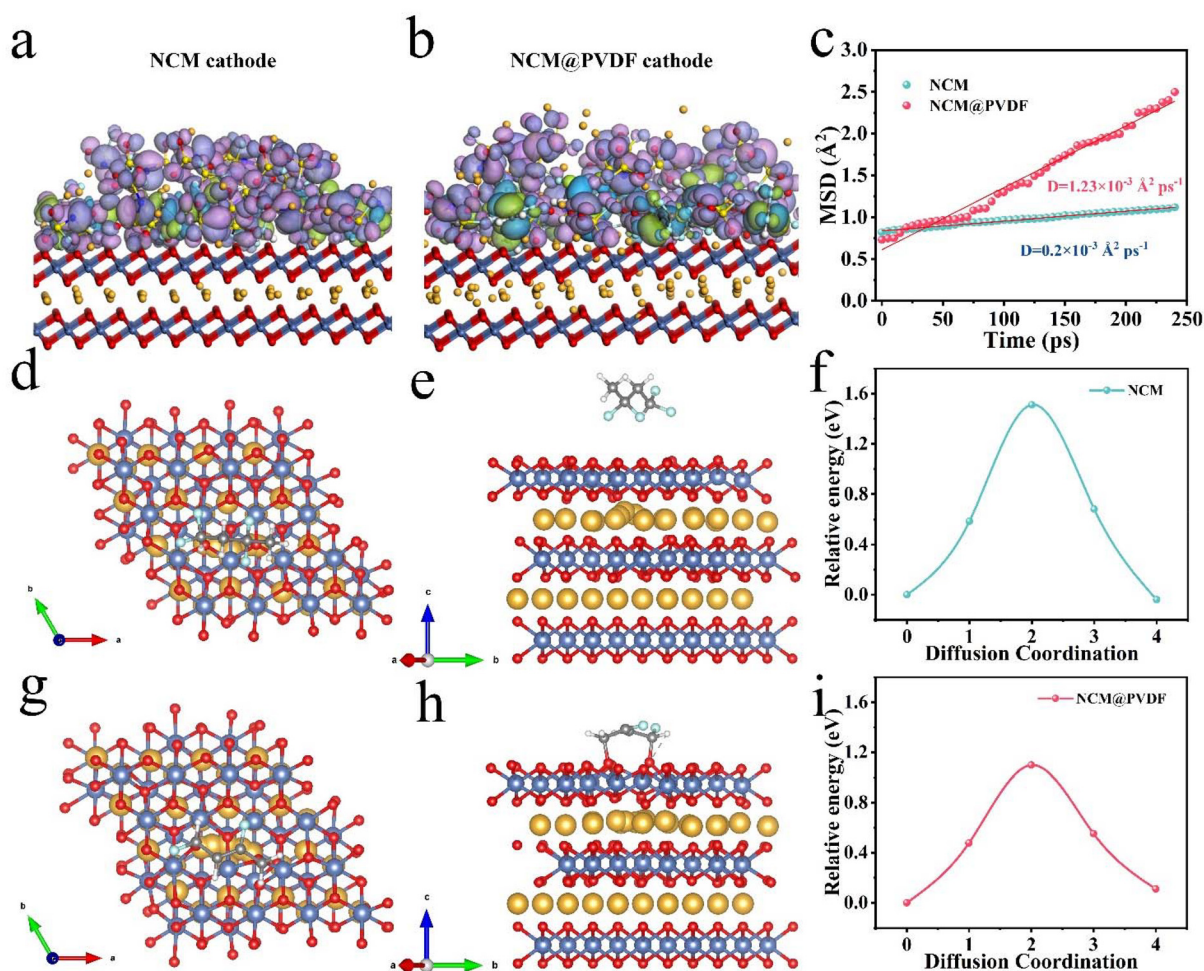 a
NCM cathode
b
NCM@PVDF cathode
c
3.0
2.5
2.0
1.5
1.0
0.5
0.0
MSD (Å²)
NCM
NCM@PVDF
D=1.23×10⁻³ Å² ps⁻¹
D=0.2×10⁻³ Å² ps⁻¹
0 50 100 150 200 250
Time (ps)
d
b
a
e
c
a
b
f
1.6
1.2
0.8
0.4
0.0
Relative energy (eV)
NCM
0 1 2 3 4
Diffusion Coordination
g
b
a
h
c
a
b
i
1.6
1.2
0.8
0.4
0.0
Relative energy (eV)
NCM@PVDF
0 1 2 3 4
Diffusion Coordination